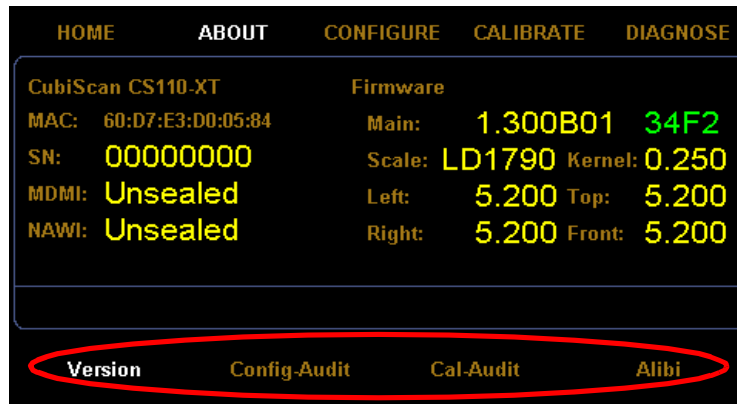 HOME ABOUT CONFIGURE CALIBRATE DIAGNOSE
CubiScan CS110-XT Firmware
MAC: 60:D7:E3:D0:05:84 Main: 1.300B01 34F2
SN: 00000000 Scale: LD1790 Kernel: 0.250
MDMI: Unsealed Left: 5.200 Top: 5.200
NAWI: Unsealed Right: 5.200 Front: 5.200
Version Config-Audit Cal-Audit Alibi